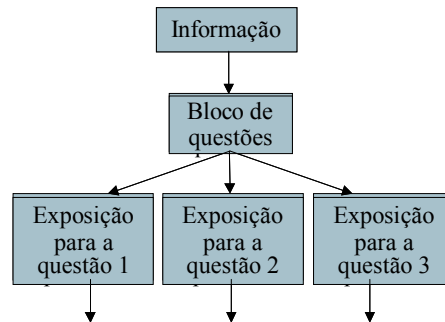 Informação
Bloco de
questões
Exposição
para a
questão 1
Exposição
para a
questão 2
Exposição
para a
questão 3